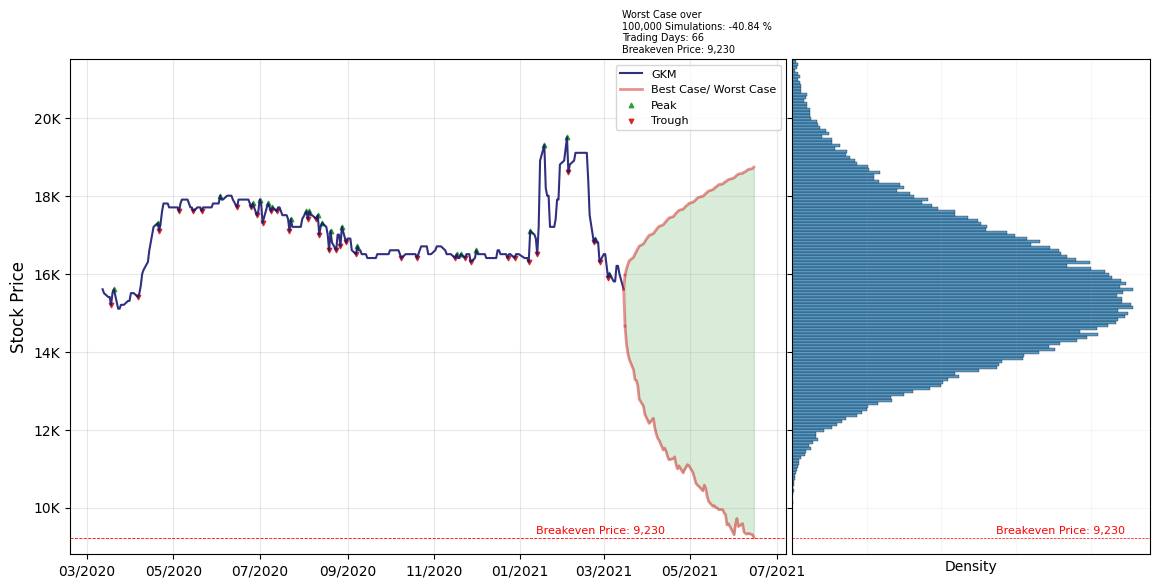 Worst Case over
100,000 Simulations: -40.84 %
Trading Days: 66
Breakeven Price: 9,230
GKM
Best Case/ Worst Case
Peak
Trough
Stock Price
20K
18K
16K
14K
12K
10K
Breakeven Price: 9,230
Breakeven Price: 9,230
03/2020
05/2020
07/2020
09/2020
11/2020
01/2021
03/2021
05/2021
07/2021
Density